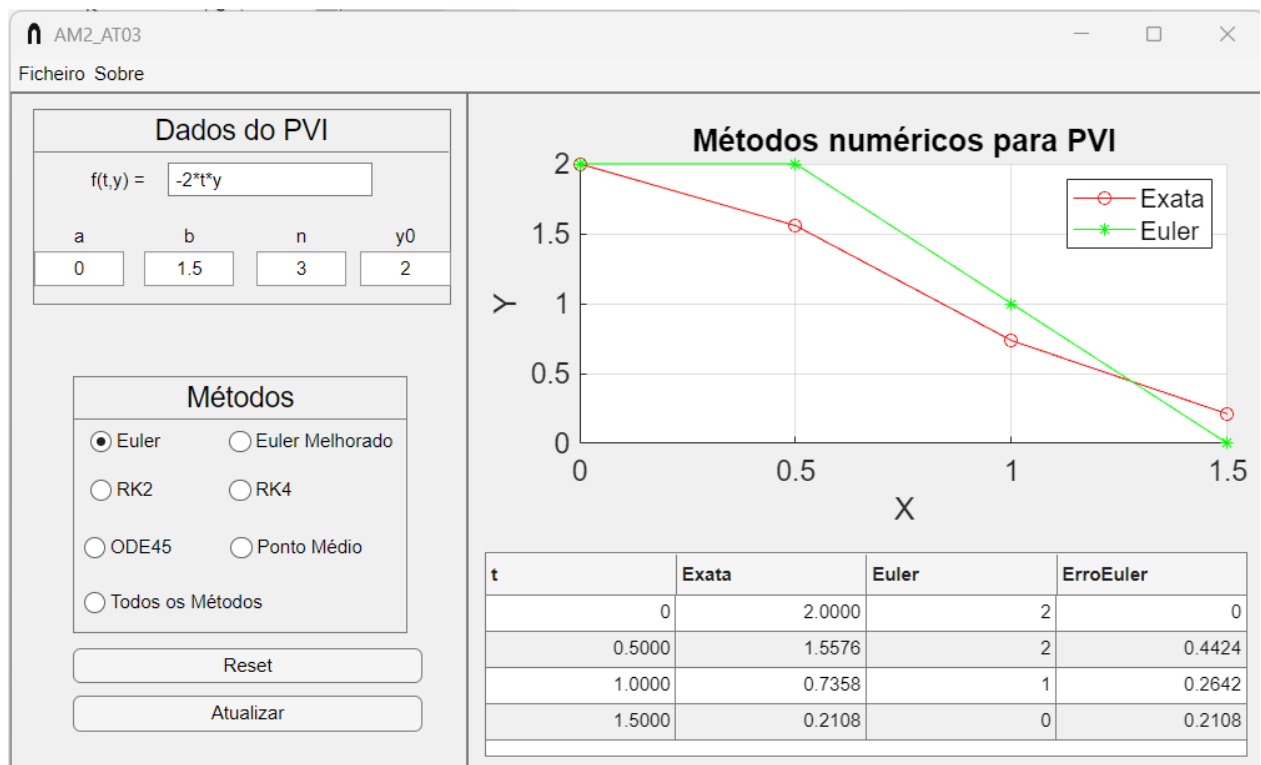 AM2_AT03
Ficheiro Sobre
Dados do PVI
f(t,y) = -2*t*y
a b n y0
0 1.5 3 2
Métodos
Euler Euler Melhorado
RK2 RK4
ODE45 Ponto Médio
Todos os Métodos
Reset
Atualizar
Métodos numéricos para PVI
Exata
Euler
2
1.5
1
0.5
0
Y
0 0.5 1 1.5
X
t Exata Euler ErroEuler
0 2.0000 2 0
0.5000 1.5576 2 0.4424
1.0000 0.7358 1 0.2642
1.5000 0.2108 0 0.2108